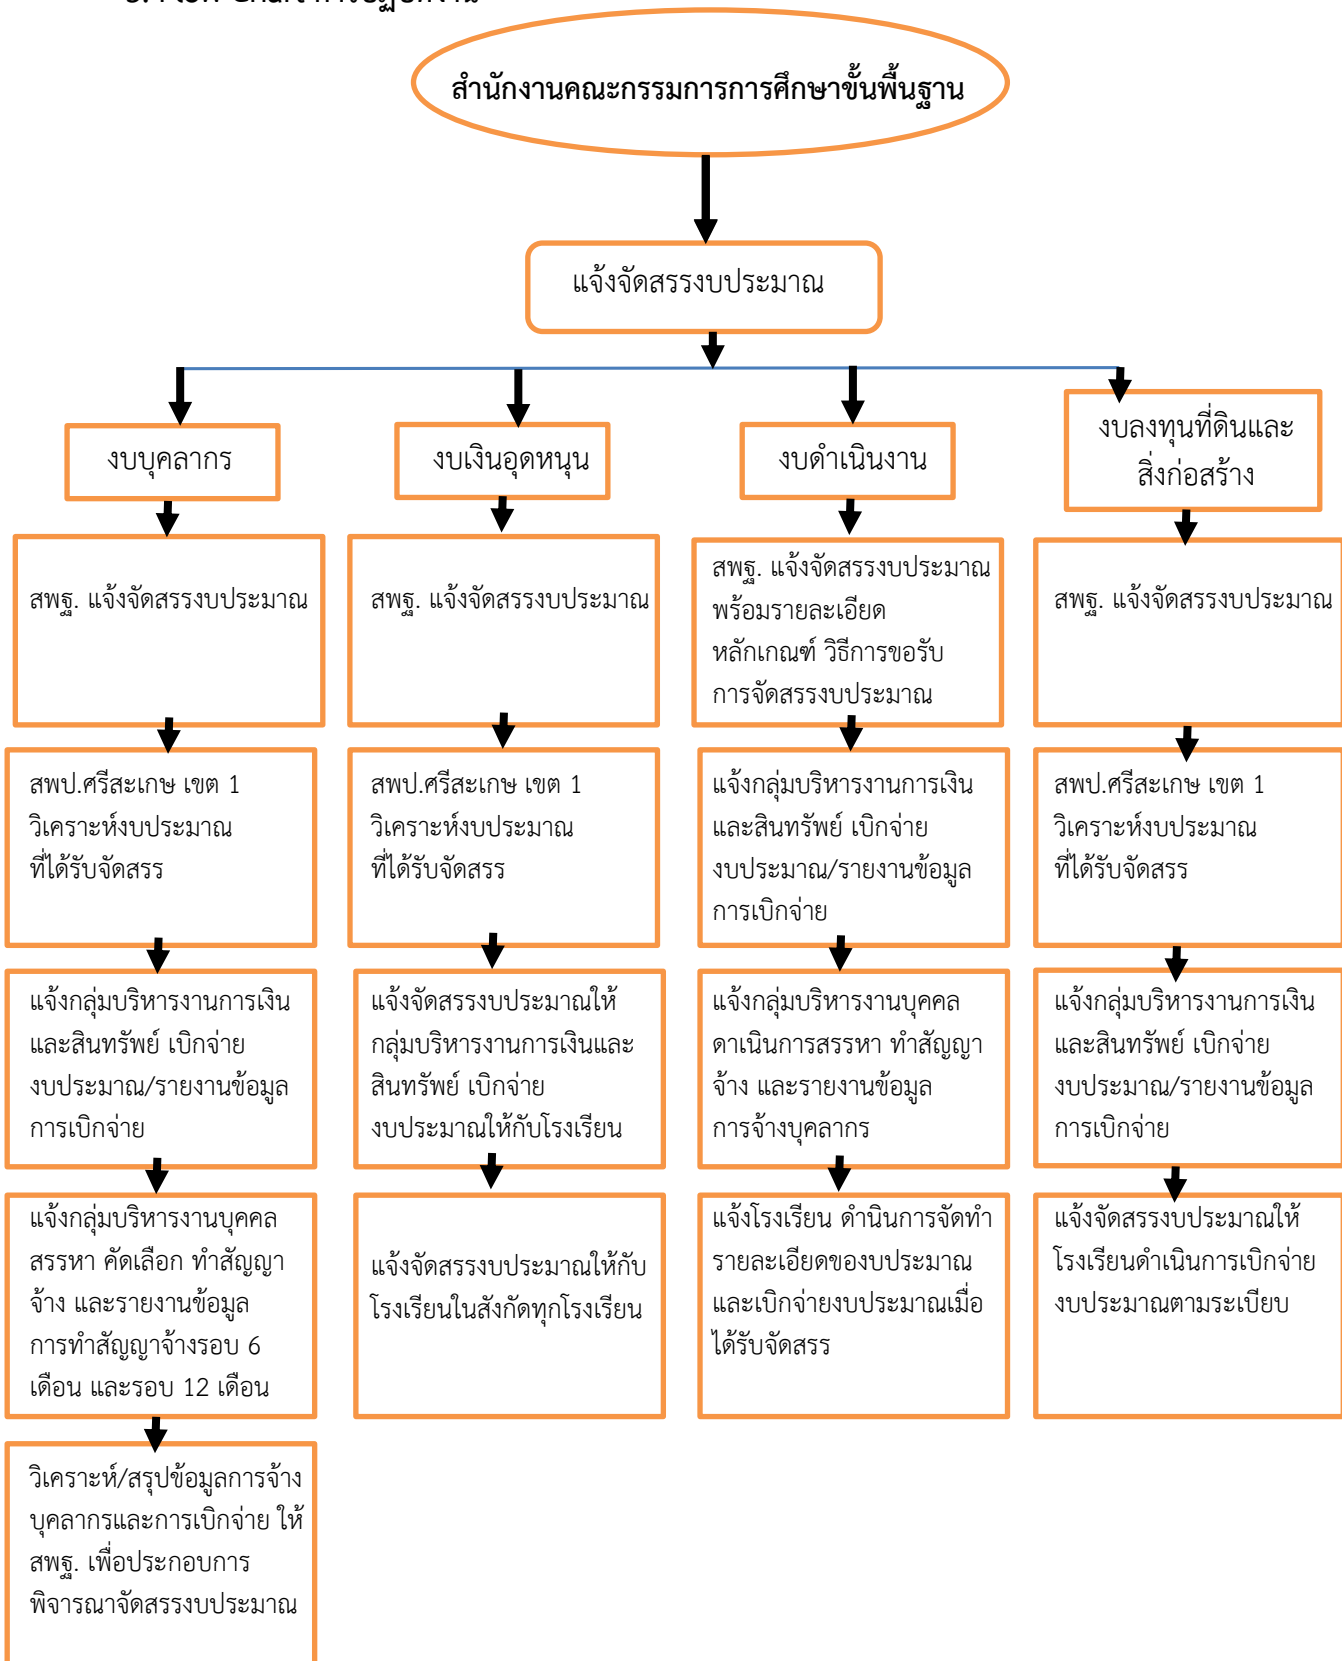 สำนักงานคณะกรรมการการศึกษาขั้นพื้นฐาน
แจ้งจัดสรรงบประมาณ
งบบุคลากร
สพฐ. แจ้งจัดสรรงบประมาณ
สพป.ศรีสะเกษ เขต 1
วิเคราะห์งบประมาณ
ที่ได้รับจัดสรร
แจ้งกลุ่มบริหารงานการเงิน
และสินทรัพย์ เบิกจ่าย
งบประมาณ/รายงานข้อมูล
การเบิกจ่าย
แจ้งกลุ่มบริหารงานบุคคล
สรรหา คัดเลือก ทำสัญญา
จ้าง และรายงานข้อมูล
การทำสัญญาจ้างรอบ 6
เดือน และรอบ 12 เดือน
วิเคราะห์/สรุปข้อมูลการจ้าง
บุคลากรและการเบิกจ่าย ให้
สพฐ. เพื่อประกอบการ
พิจารณาจัดสรรงบประมาณ
งบเงินอุดหนุน
สพฐ. แจ้งจัดสรรงบประมาณ
สพป.ศรีสะเกษ เขต 1
วิเคราะห์งบประมาณ
ที่ได้รับจัดสรร
แจ้งจัดสรรงบประมาณให้
กลุ่มบริหารงานการเงินและ
สินทรัพย์ เบิกจ่าย
งบประมาณให้กับโรงเรียน
แจ้งจัดสรรงบประมาณให้กับ
โรงเรียนในสังกัดทุกโรงเรียน
งบดำเนินงาน
สพฐ. แจ้งจัดสรรงบประมาณ
พร้อมรายละเอียด
หลักเกณฑ์ วิธีการขอรับ
การจัดสรรงบประมาณ
แจ้งกลุ่มบริหารงานการเงิน
และสินทรัพย์ เบิกจ่าย
งบประมาณ/รายงานข้อมูล
การเบิกจ่าย
แจ้งกลุ่มบริหารงานบุคคล
ดาเนินการสรรหา ทำสัญญา
จ้าง และรายงานข้อมูล
การจ้างบุคลากร
แจ้งโรงเรียน ดำนินการจัดทำ
รายละเอียดของบประมาณ
และเบิกจ่ายงบประมาณเมื่อ
ได้รับจัดสรร
งบลงทุนที่ดินและ
สิ่งก่อสร้าง
สพฐ. แจ้งจัดสรรงบประมาณ
สพป.ศรีสะเกษ เขต 1
วิเคราะห์งบประมาณ
ที่ได้รับจัดสรร
แจ้งกลุ่มบริหารงานการเงิน
และสินทรัพย์ เบิกจ่าย
งบประมาณ/รายงานข้อมูล
การเบิกจ่าย
แจ้งจัดสรรงบประมาณให้
โรงเรียนดำเนินการเบิกจ่าย
งบประมาณตามระเบียบ